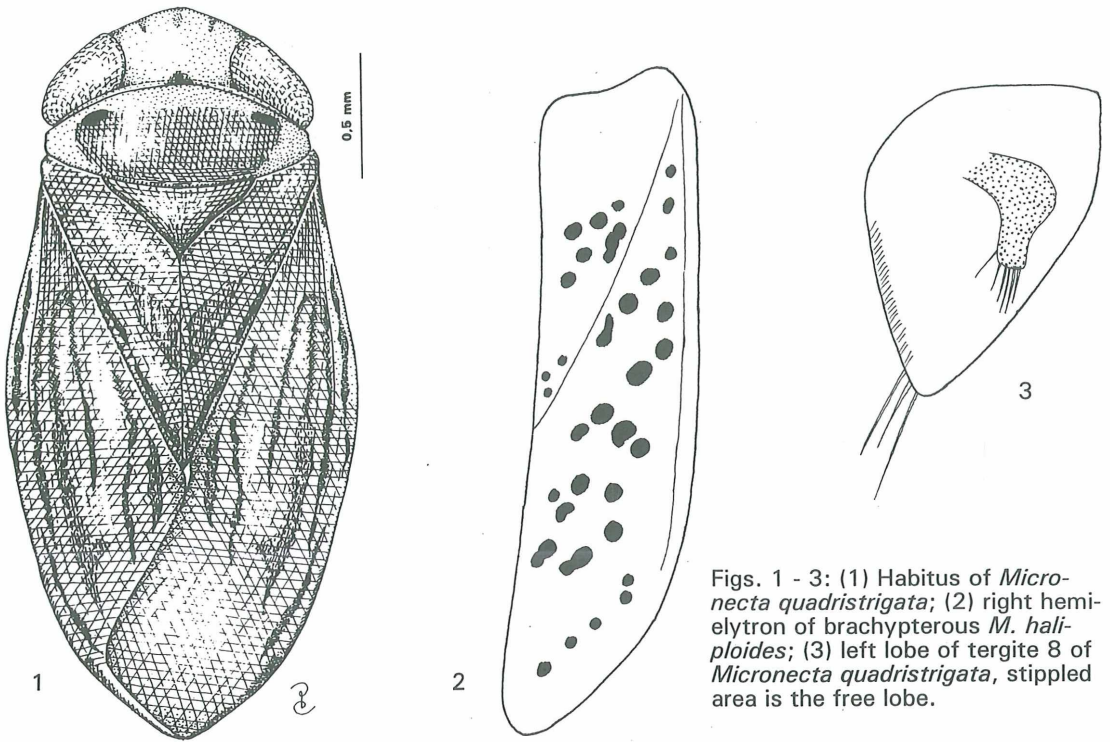 0,5 mm
1
2
3
Figs. 1 - 3: (1) Habitus of Micro-
necta quadristrigata; (2) right hemi-
elytron of brachypterous M. hali-
ploides; (3) left lobe of tergite 8 of
Micronecta quadristrigata, stippled
area is the free lobe.